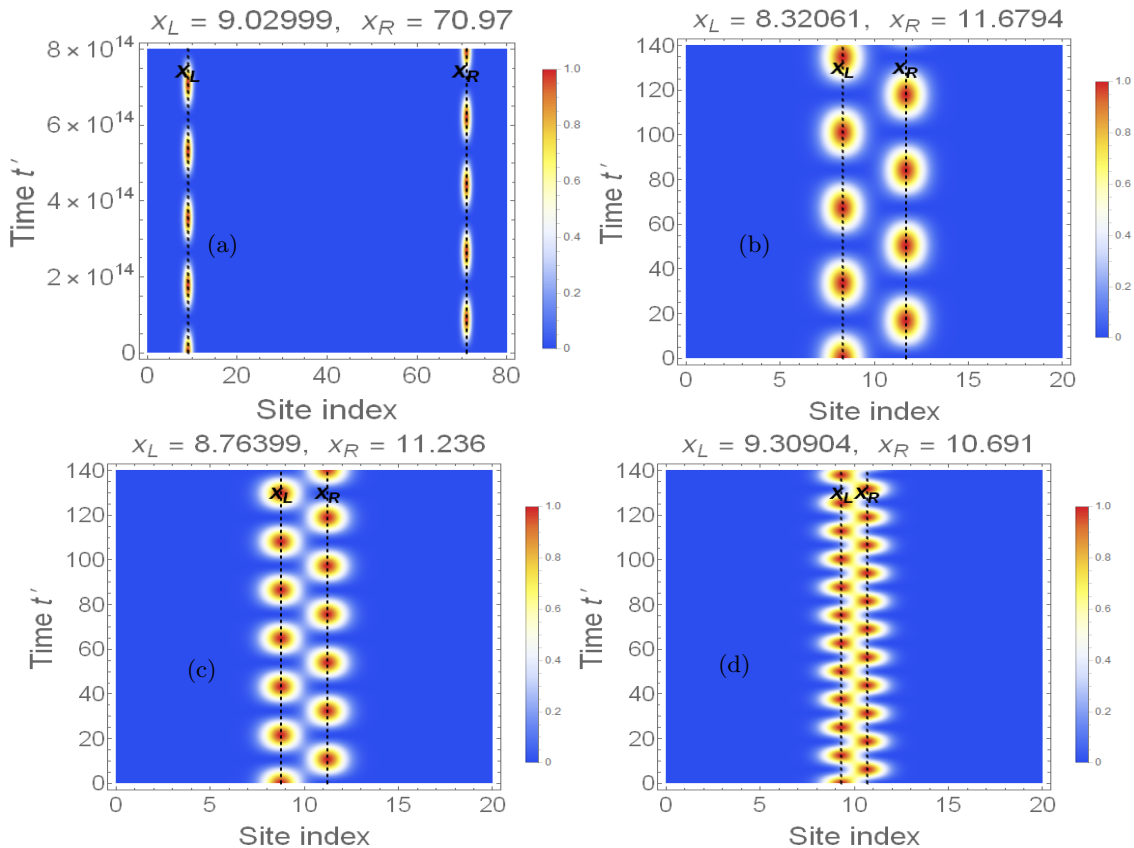 x_L = 9.02999, x_R = 70.97
8.×10^14
6.×10^14
4.×10^14
2.×10^14
0
Time t′
x_L
x_R
(a)
0 20 40 60 80
Site index
1.0
0.8
0.6
0.4
0.2
0
x_L = 8.32061, x_R = 11.6794
140
120
100
80
60
40
20
0
Time t′
x_L
x_R
(b)
0 5 10 15 20
Site index
1.0
0.8
0.6
0.4
0.2
0
x_L = 8.76399, x_R = 11.236
140
120
100
80
60
40
20
0
Time t′
x_L
x_R
(c)
0 5 10 15 20
Site index
1.0
0.8
0.6
0.4
0.2
0
x_L = 9.30904, x_R = 10.691
140
120
100
80
60
40
20
0
Time t′
x_L
x_R
(d)
0 5 10 15 20
Site index
1.0
0.8
0.6
0.4
0.2
0